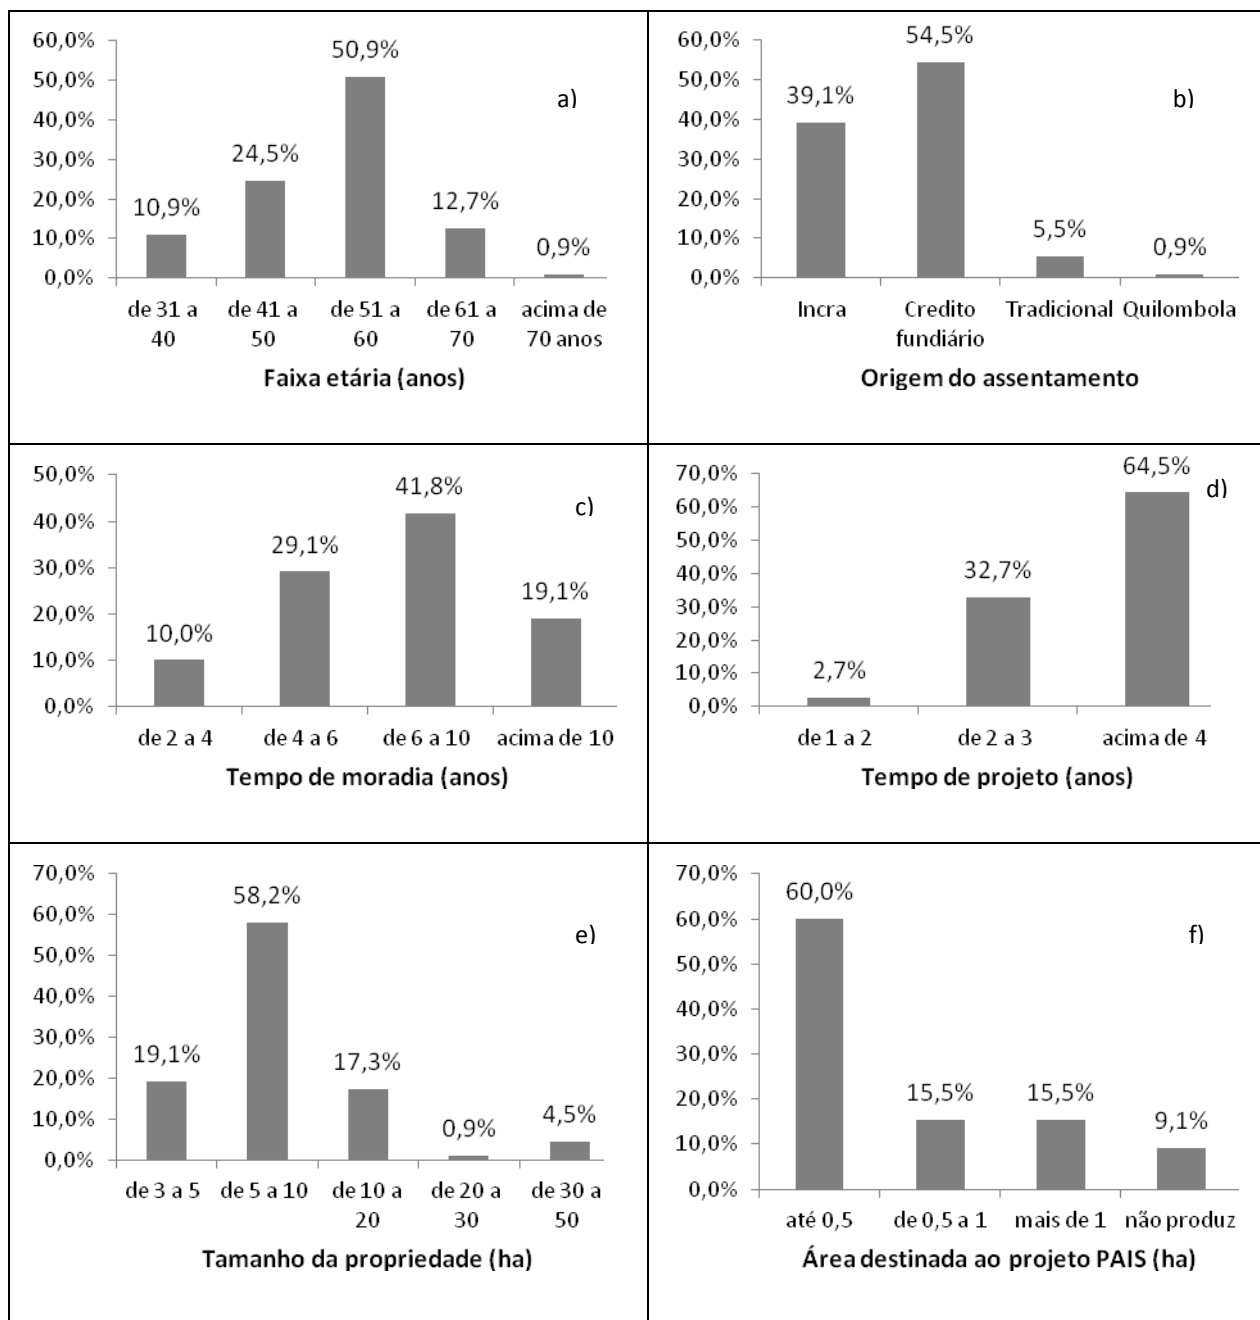 60,0%
50,0%
40,0%
30,0%
20,0%
10,0%
0,0%
10,9%
24,5%
50,9%
12,7%
0,9%
a)
de 31 a
40
de 41 a
50
de 51 a
60
de 61 a
70
acima de
70 anos
Faixa etária (anos)
60,0%
50,0%
40,0%
30,0%
20,0%
10,0%
0,0%
39,1%
54,5%
5,5%
0,9%
b)
Incra
Credito
fundiário
Tradicional
Quilombola
Origem do assentamento
50,0%
40,0%
30,0%
20,0%
10,0%
0,0%
10,0%
29,1%
41,8%
19,1%
c)
de 2 a 4
de 4 a 6
de 6 a 10
acima de 10
Tempo de moradia (anos)
70,0%
60,0%
50,0%
40,0%
30,0%
20,0%
10,0%
0,0%
2,7%
32,7%
64,5%
d)
de 1 a 2
de 2 a 3
acima de 4
Tempo de projeto (anos)
70,0%
60,0%
50,0%
40,0%
30,0%
20,0%
10,0%
0,0%
19,1%
58,2%
17,3%
0,9%
4,5%
e)
de 3 a 5
de 5 a 10
de 10 a
20
de 20 a
30
de 30 a
50
Tamanho da propriedade (ha)
70,0%
60,0%
50,0%
40,0%
30,0%
20,0%
10,0%
0,0%
60,0%
15,5%
15,5%
9,1%
f)
até 0,5
de 0,5 a 1
mais de 1
não produz
Área destinada ao projeto PAIS (ha)